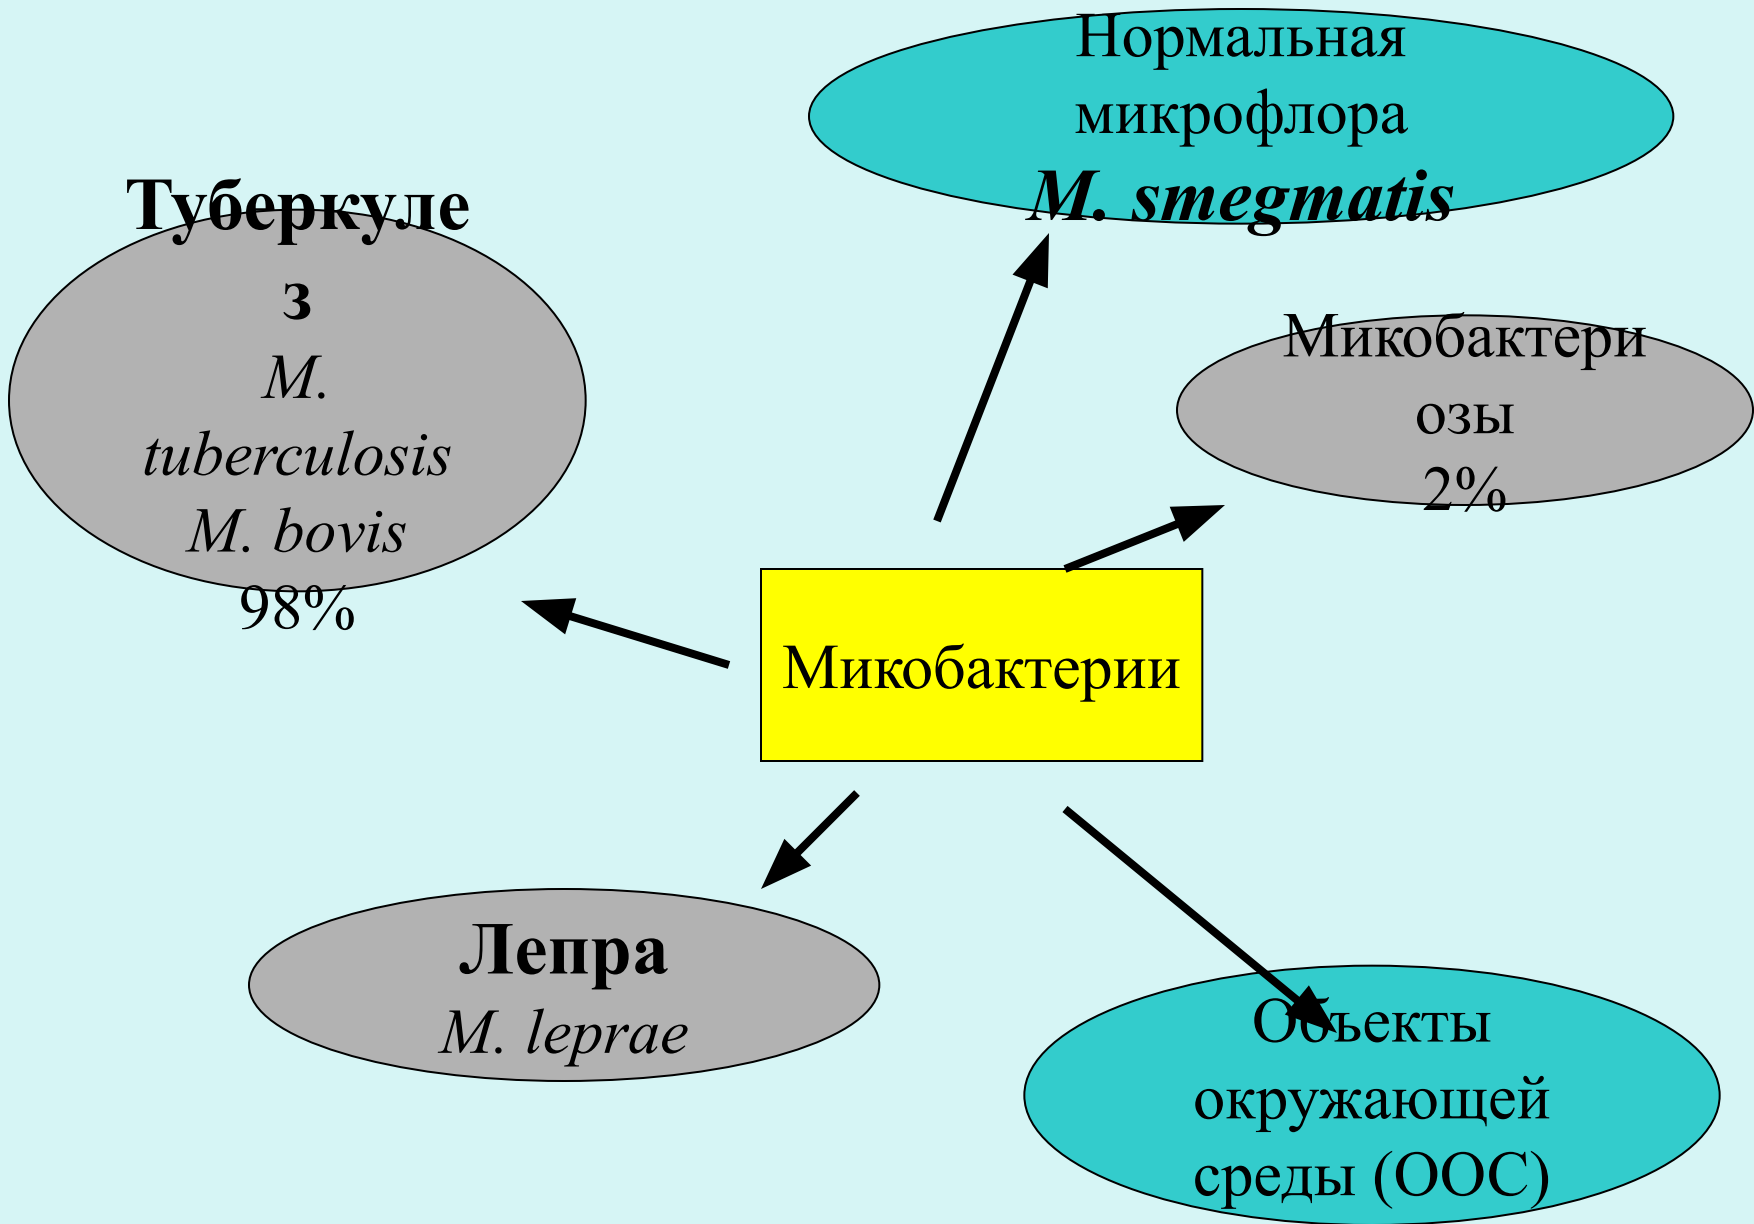 Нормальная
микрофлора
M. smegmatis
Туберкуле
з
M.
tuberculosis
M. bovis
98%
Микобактери
озы
2%
Микобактерии
Лепра
M. leprae
Объекты
окружающей
среды (ООС)